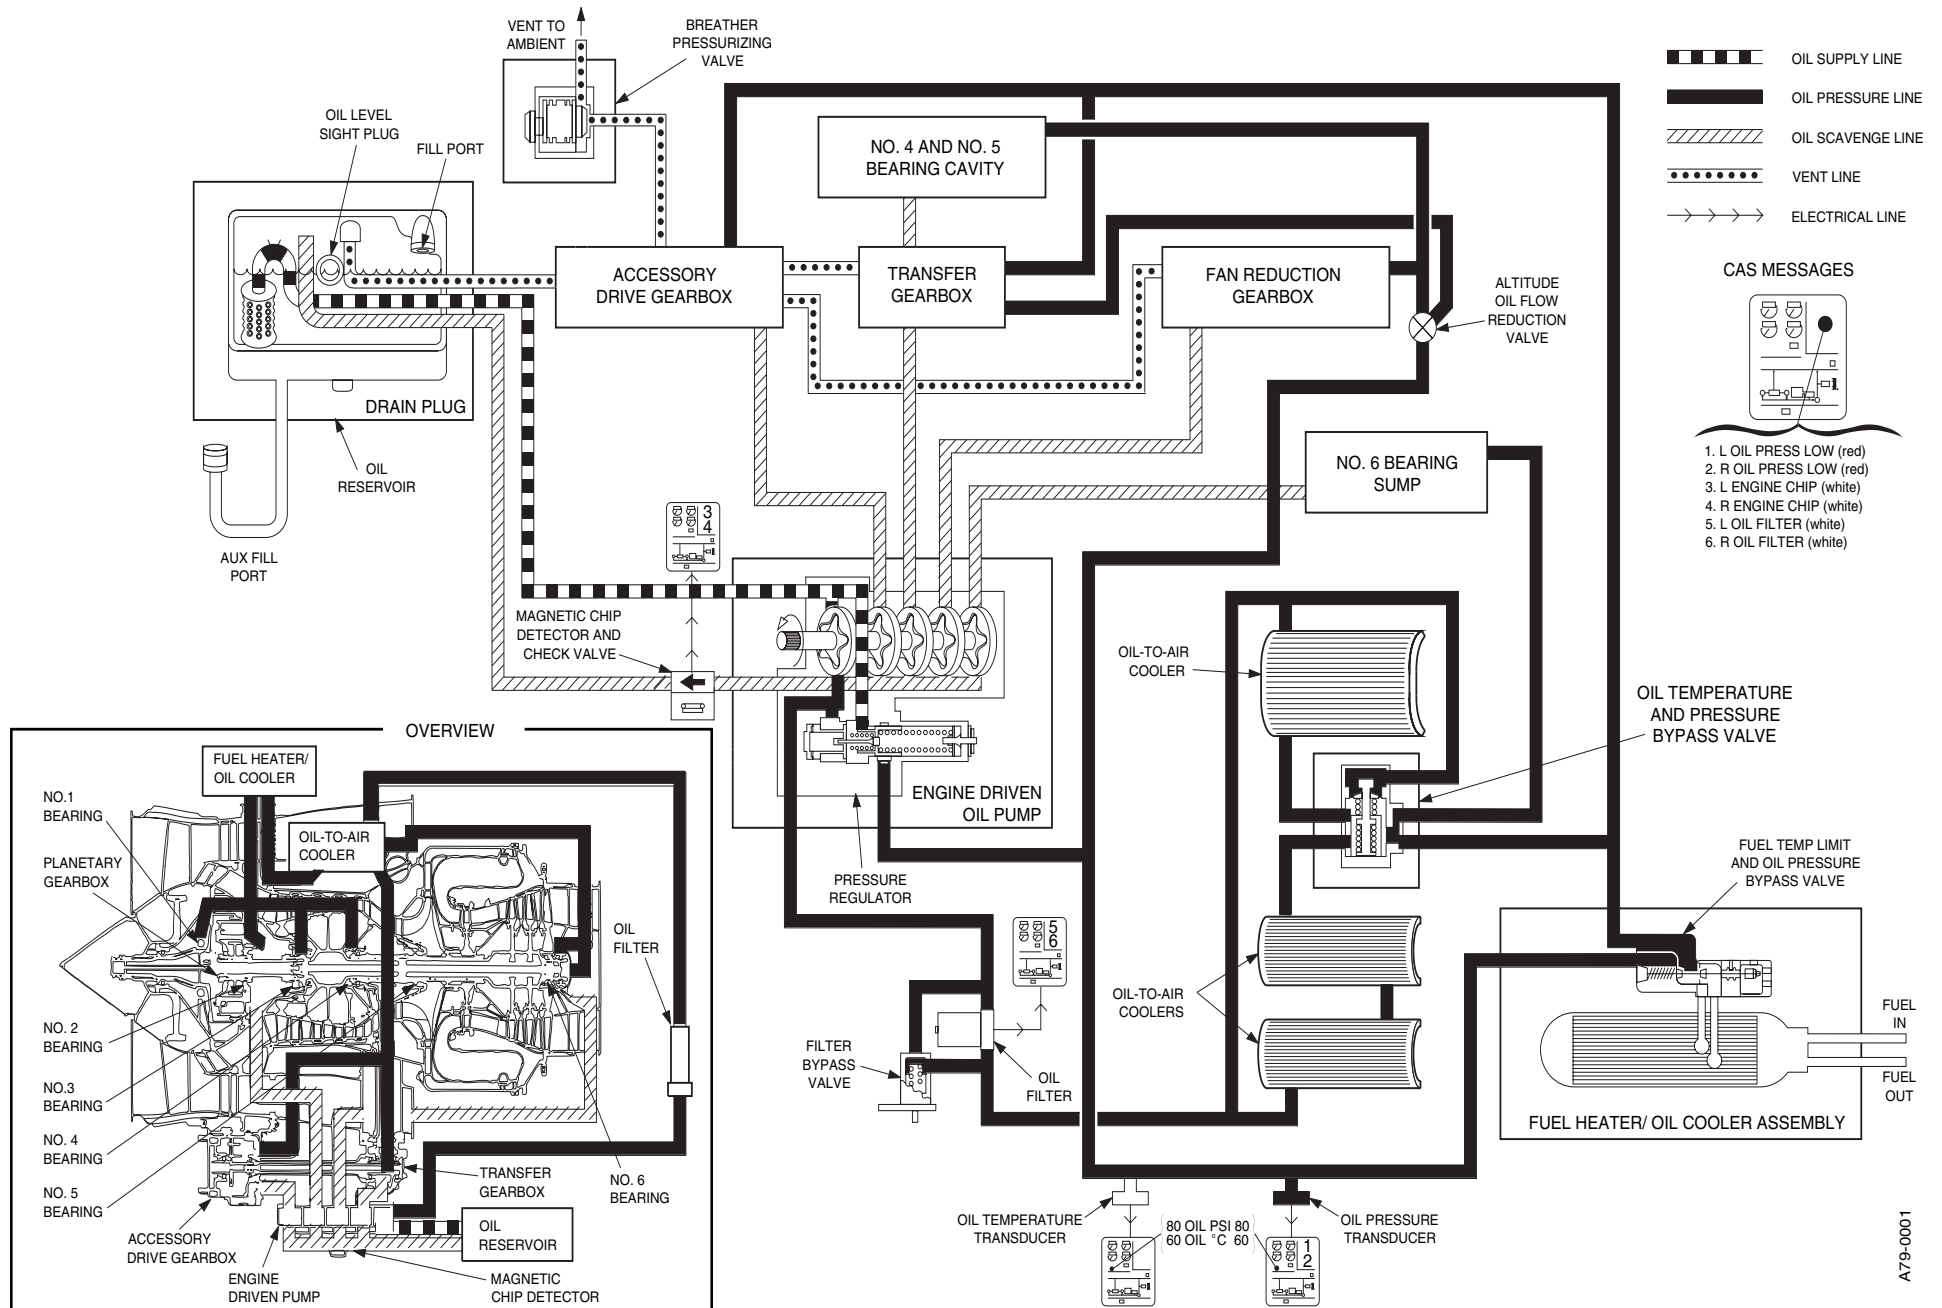 VENT TO
AMBIENT
BREATHER
PRESSURIZING
VALVE
OIL SUPPLY LINE
OIL PRESSURE LINE
OIL SCAVENGE LINE
VENT LINE
ELECTRICAL LINE
OIL LEVEL
SIGHT PLUG
FILL PORT
NO. 4 AND NO. 5
BEARING CAVITY
ACCESSORY
DRIVE GEARBOX
TRANSFER
GEARBOX
FAN REDUCTION
GEARBOX
ALTITUDE
OIL FLOW
REDUCTION
VALVE
CAS MESSAGES
1. L OIL PRESS LOW (red)
2. R OIL PRESS LOW (red)
3. L ENGINE CHIP (white)
4. R ENGINE CHIP (white)
5. L OIL FILTER (white)
6. R OIL FILTER (white)
DRAIN PLUG
OIL
RESERVOIR
AUX FILL
PORT
NO. 6 BEARING
SUMP
3
4
MAGNETIC CHIP
DETECTOR AND
CHECK VALVE
ENGINE DRIVEN
OIL PUMP
PRESSURE
REGULATOR
OIL-TO-AIR
COOLER
OIL TEMPERATURE
AND PRESSURE
BYPASS VALVE
FUEL TEMP LIMIT
AND OIL PRESSURE
BYPASS VALVE
5
6
OIL-TO-AIR
COOLERS
FILTER
BYPASS
VALVE
OIL
FILTER
FUEL
IN
FUEL
OUT
FUEL HEATER/ OIL COOLER ASSEMBLY
OIL TEMPERATURE
TRANSDUCER
80 OIL PSI 80
60 OIL °C 60
OIL PRESSURE
TRANSDUCER
1
2
OVERVIEW
FUEL HEATER/
OIL COOLER
NO.1
BEARING
OIL-TO-AIR
COOLER
PLANETARY
GEARBOX
OIL
FILTER
NO. 2
BEARING
NO.3
BEARING
NO. 4
BEARING
NO. 5
BEARING
TRANSFER
GEARBOX
NO. 6
BEARING
ACCESSORY
DRIVE GEARBOX
OIL
RESERVOIR
ENGINE
DRIVEN PUMP
MAGNETIC
CHIP DETECTOR
A79-0001